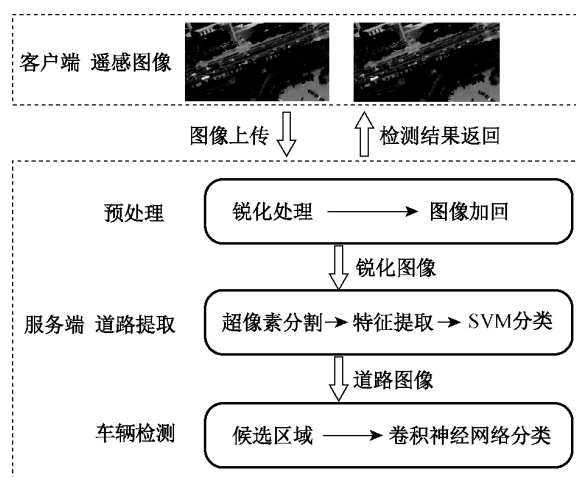 客户端 遥感图像
图像上传
检测结果返回
预处理
锐化处理
图像加回
锐化图像
服务端 道路提取
超像素分割
特征提取
SVM分类
道路图像
车辆检测
候选区域
卷积神经网络分类